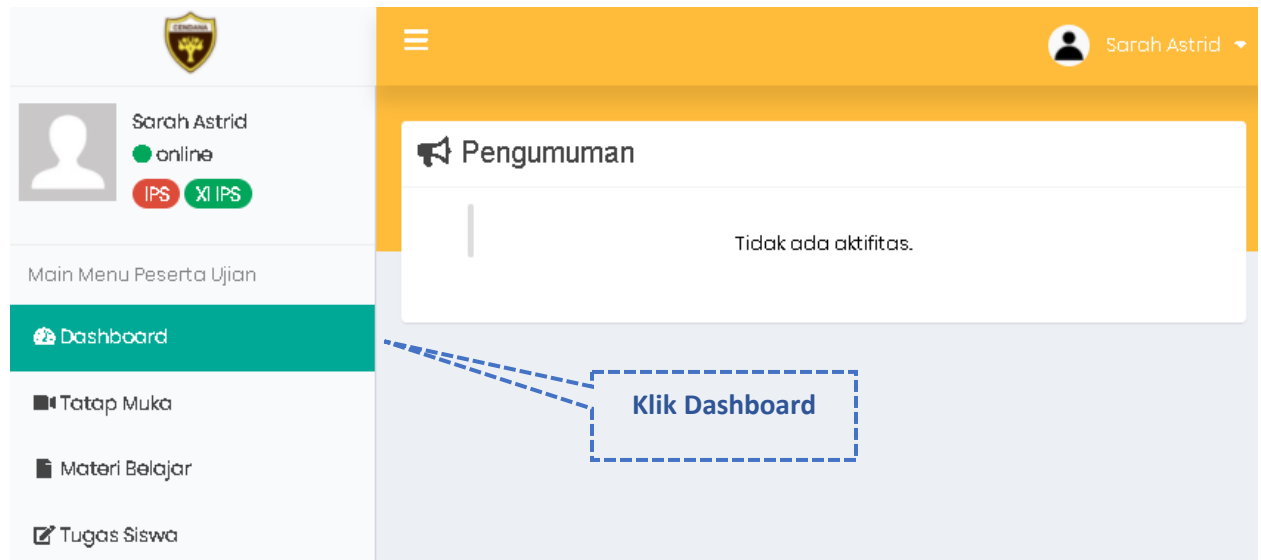 CENDANA
Sarah Astrid
Sarah Astrid
online
IPS XI IPS
Main Menu Peserta Ujian
Dashboard
Tatap Muka
Materi Belajar
Tugas Siswa
Pengumuman
Tidak ada aktifitas.
Klik Dashboard